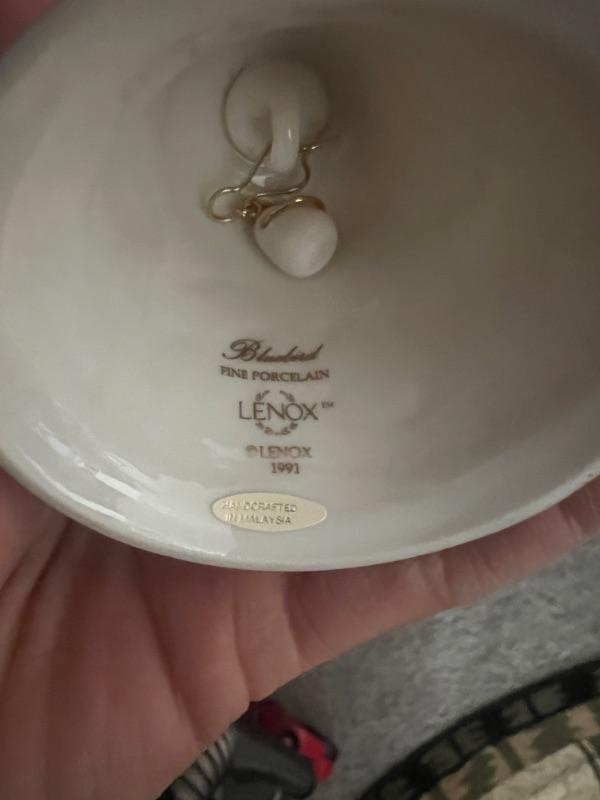 Bluebird
FINE PORCELAIN
LENOX™
©LENOX
1991
HANDCRAFTED
IN MALAYSIA